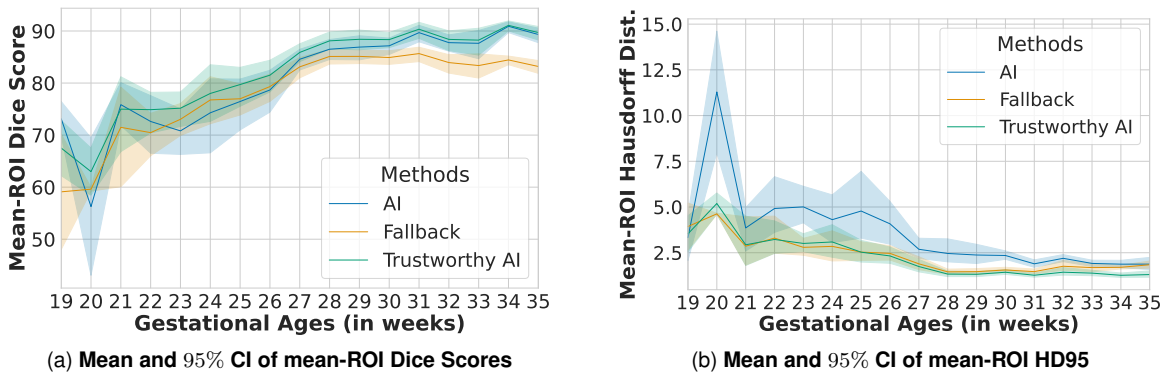 Mean-ROI Dice Score
90
80
70
60
50
Methods
AI
Fallback
Trustworthy AI
19 20 21 22 23 24 25 26 27 28 29 30 31 32 33 34 35
Gestational Ages (in weeks)
(a) Mean and 95% CI of mean-ROI Dice Scores
Mean-ROI Hausdorff Dist.
15.0
12.5
10.0
7.5
5.0
2.5
Methods
AI
Fallback
Trustworthy AI
19 20 21 22 23 24 25 26 27 28 29 30 31 32 33 34 35
Gestational Ages (in weeks)
(b) Mean and 95% CI of mean-ROI HD95